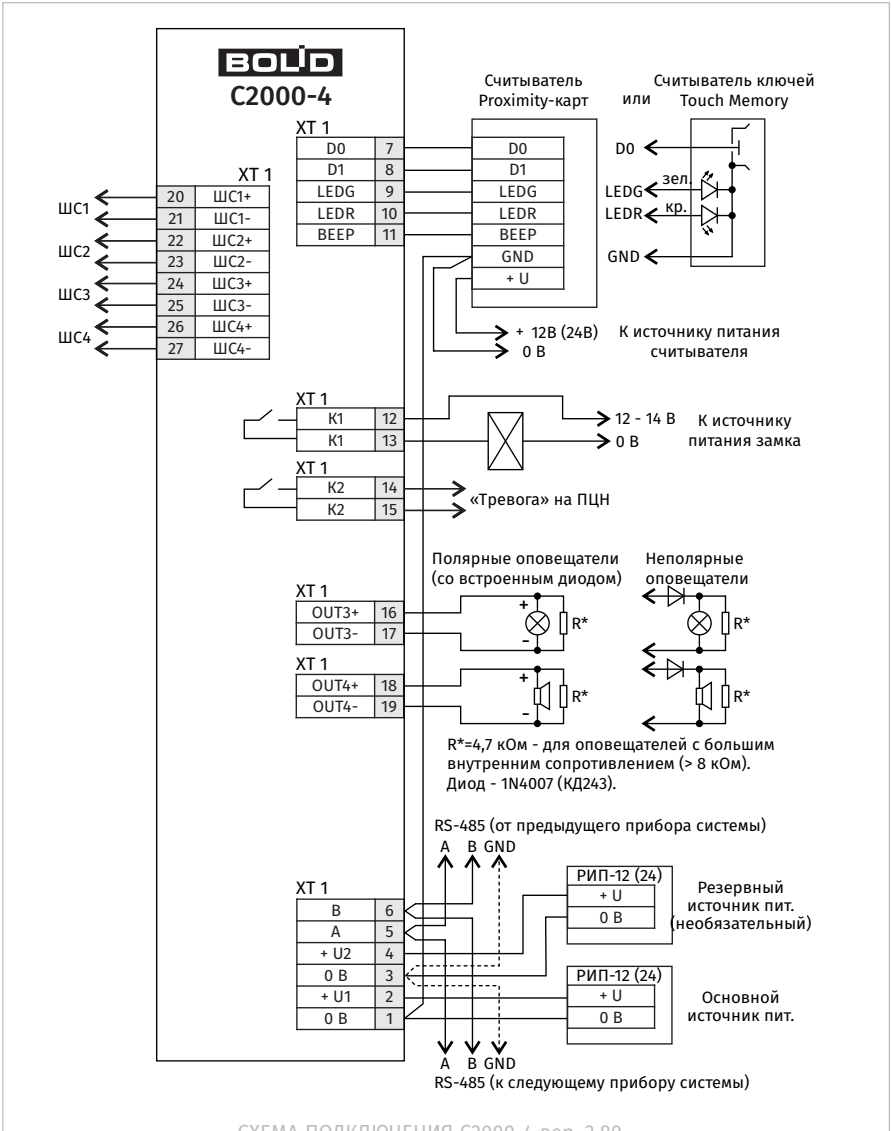 BOLID
С2000-4
Считыватель
Proximity-карт
или
Считыватель ключей
Touch Memory
XT 1
D0 7
D1 8
LEDG 9
LEDR 10
BEEP 11
D0
D1
LEDG
LEDR
BEEP
GND
+ U
D0
зел.
LEDG
кр.
LEDR
GND
XT 1
20 ШС1+
21 ШС1-
22 ШС2+
23 ШС2-
24 ШС3+
25 ШС3-
26 ШС4+
27 ШС4-
ШС1
ШС2
ШС3
ШС4
+ 12В (24В)
0 В
К источнику питания
считывателя
XT 1
К1 12
К1 13
12 - 14 В
0 В
К источнику
питания замка
XT 1
К2 14
К2 15
«Тревога» на ПЦН
Полярные оповещатели
(со встроенным диодом)
Неполярные
оповещатели
XT 1
OUT3+ 16
OUT3- 17
+
–
R*
R*
XT 1
OUT4+ 18
OUT4- 19
+
–
R*
R*
R*=4,7 кОм - для оповещателей с большим
внутренним сопротивлением (> 8 кОм).
Диод - 1N4007 (КД243).
RS-485 (от предыдущего прибора системы)
A B GND
XT 1
B 6
A 5
+ U2 4
0 В 3
+ U1 2
0 В 1
РИП-12 (24)
+ U
0 В
Резервный
источник пит.
(необязательный)
РИП-12 (24)
+ U
0 В
Основной
источник пит.
A B GND
RS-485 (к следующему прибору системы)
СХЕМА ПОДКЛЮЧЕНИЯ С2000-4 вер. 3.80